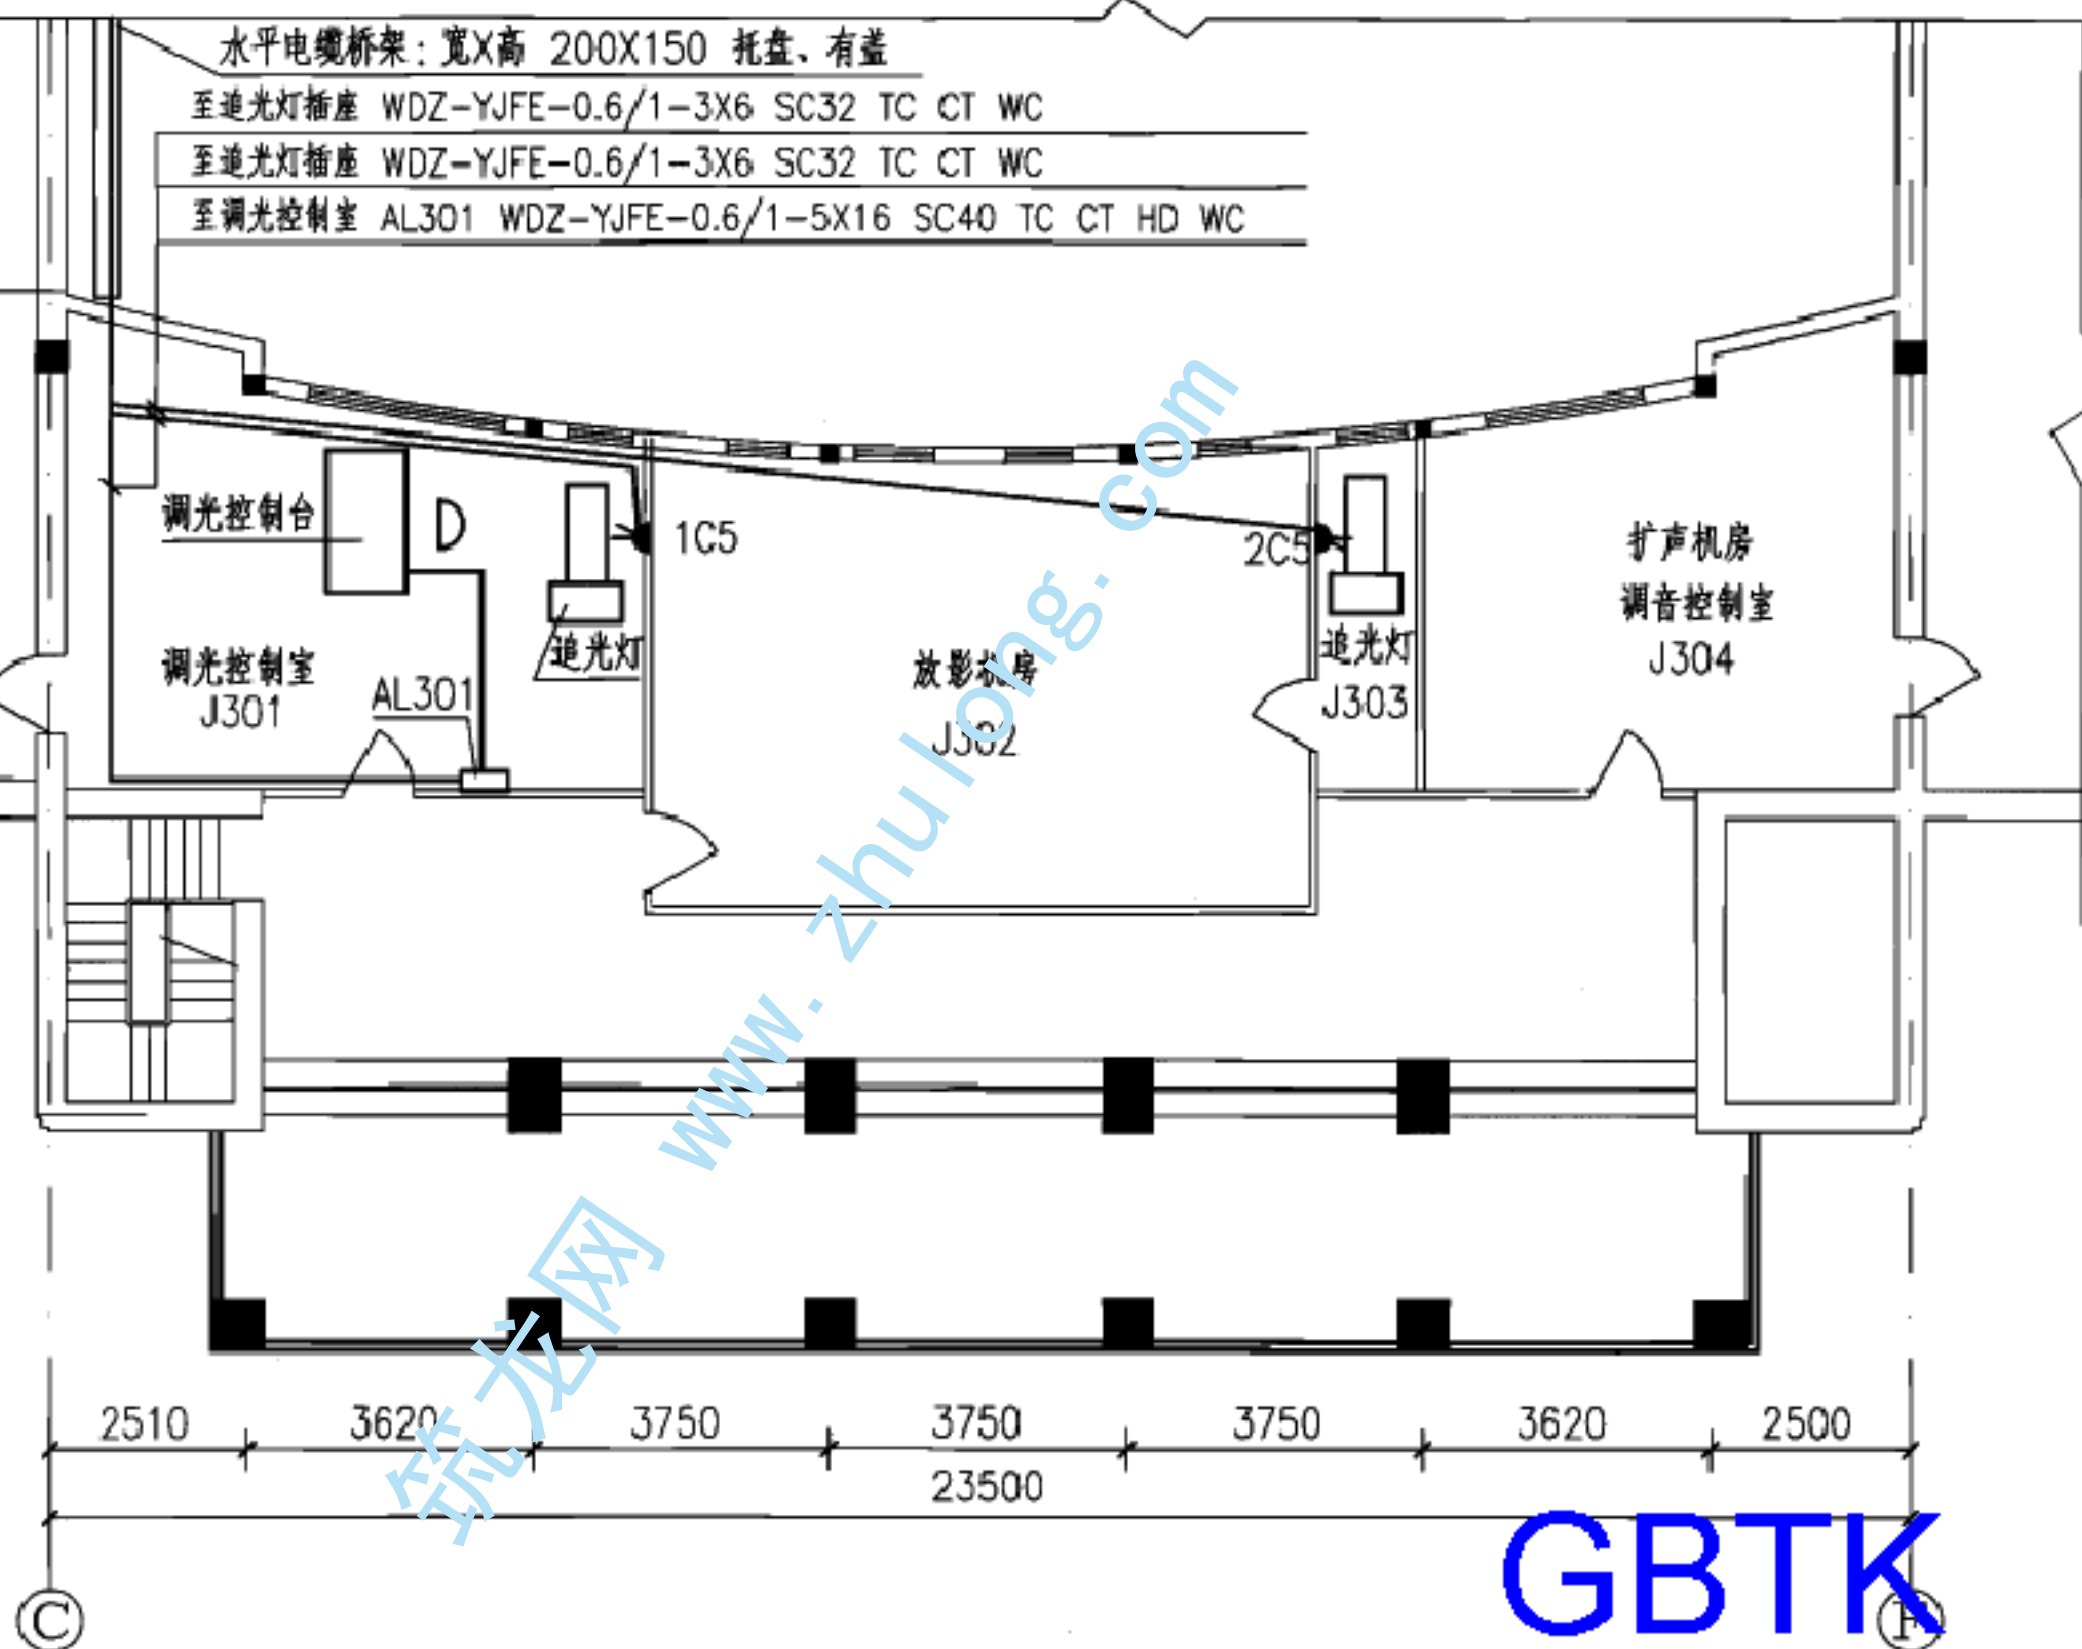 水平电缆桥架：宽X高 200X150 托盘、有盖
至追光灯插座 WDZ-YJFE-0.6/1-3X6 SC32 TC CT WC
至追光灯插座 WDZ-YJFE-0.6/1-3X6 SC32 TC CT WC
至调光控制室 AL301 WDZ-YJFE-0.6/1-5X16 SC40 TC CT HD WC
调光控制台
1C5
2C5
扩声机房
调音控制室
J304
追光灯
追光灯
J303
调光控制室
J301
AL301
放影机房
J302
筑龙网 www.zhulong.com
2510 3620 3750 3750 3750 3620 2500
23500
GBTK
C
F